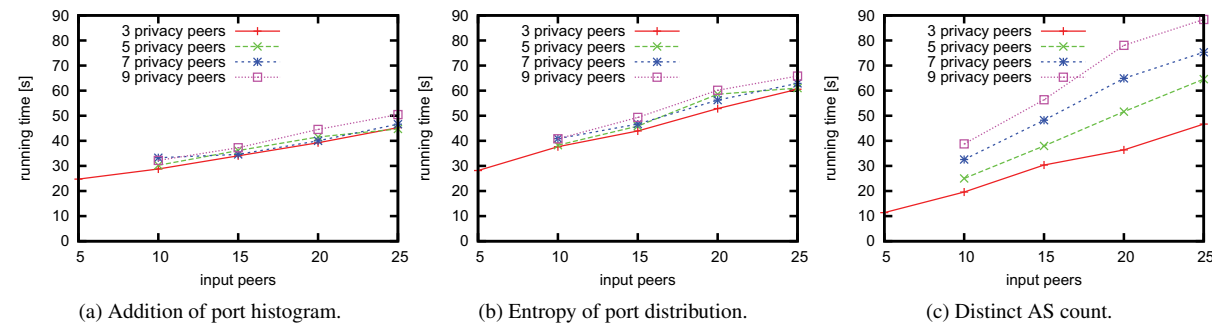 90
80
70
60
50
40
30
20
10
0
running time [s]
3 privacy peers
5 privacy peers
7 privacy peers
9 privacy peers
5 10 15 20 25
input peers
(a) Addition of port histogram.
90
80
70
60
50
40
30
20
10
0
running time [s]
3 privacy peers
5 privacy peers
7 privacy peers
9 privacy peers
5 10 15 20 25
input peers
(b) Entropy of port distribution.
90
80
70
60
50
40
30
20
10
0
running time [s]
3 privacy peers
5 privacy peers
7 privacy peers
9 privacy peers
5 10 15 20 25
input peers
(c) Distinct AS count.